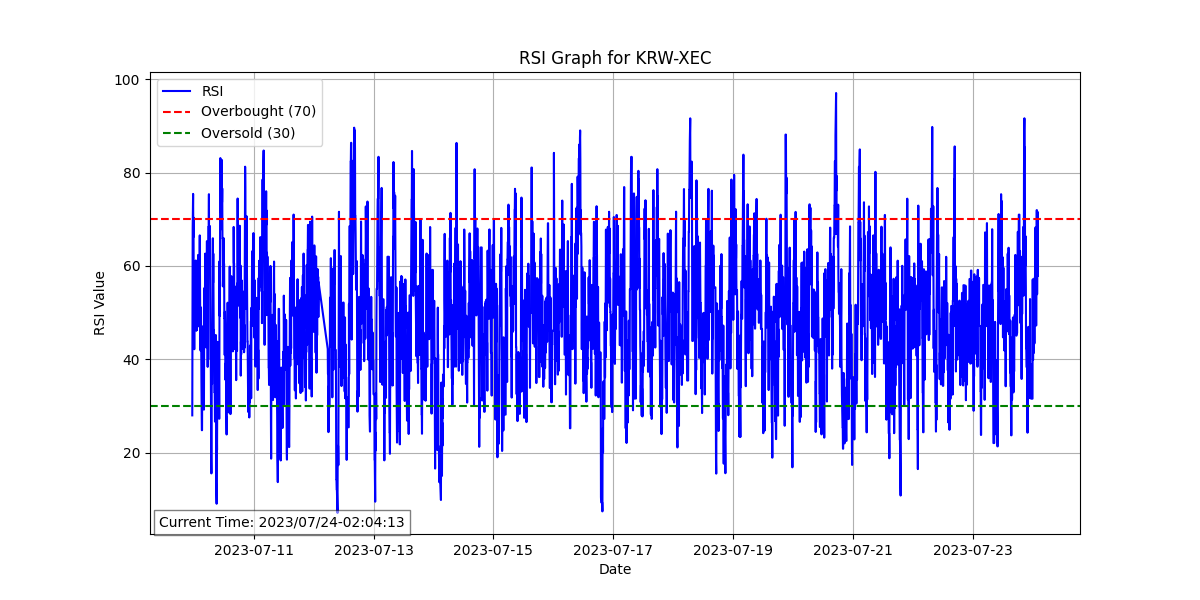 RSI Graph for KRW-XEC
RSI
Overbought (70)
Oversold (30)
100
80
60
40
20
RSI Value
Current Time: 2023/07/24-02:04:13
2023-07-11
2023-07-13
2023-07-15
2023-07-17
2023-07-19
2023-07-21
2023-07-23
Date